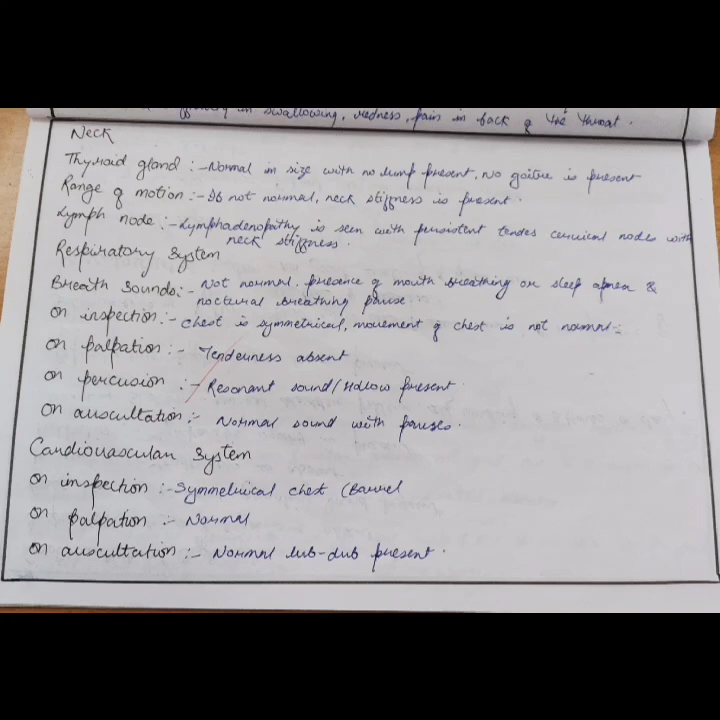 in swallowing, redness, pain in back of the throat.
Neck
Thyroid gland :- Normal in size with no lump present, No goitre is present
Range of motion :- Is not normal, neck stiffness is present.
Lymph node :- Lymphadenopathy is seen with persistent tender cervical nodes with
neck stiffness.
Respiratory System
Breath sounds :- Not normal, presence of mouth breathing or sleep apnea &
noctural breathing pause.
On inspection :- Chest is symmetrical, movement of chest is not normal.
On palpation :- Tenderness absent
On percusion :- Resonant sound/Hollow present.
On auscultation :- Normal sound with pauses.
Cardiovascular System
On inspection :- Symmetrical chest (Barrel
On palpation :- Normal
On auscultation :- Normal lub-dub present.